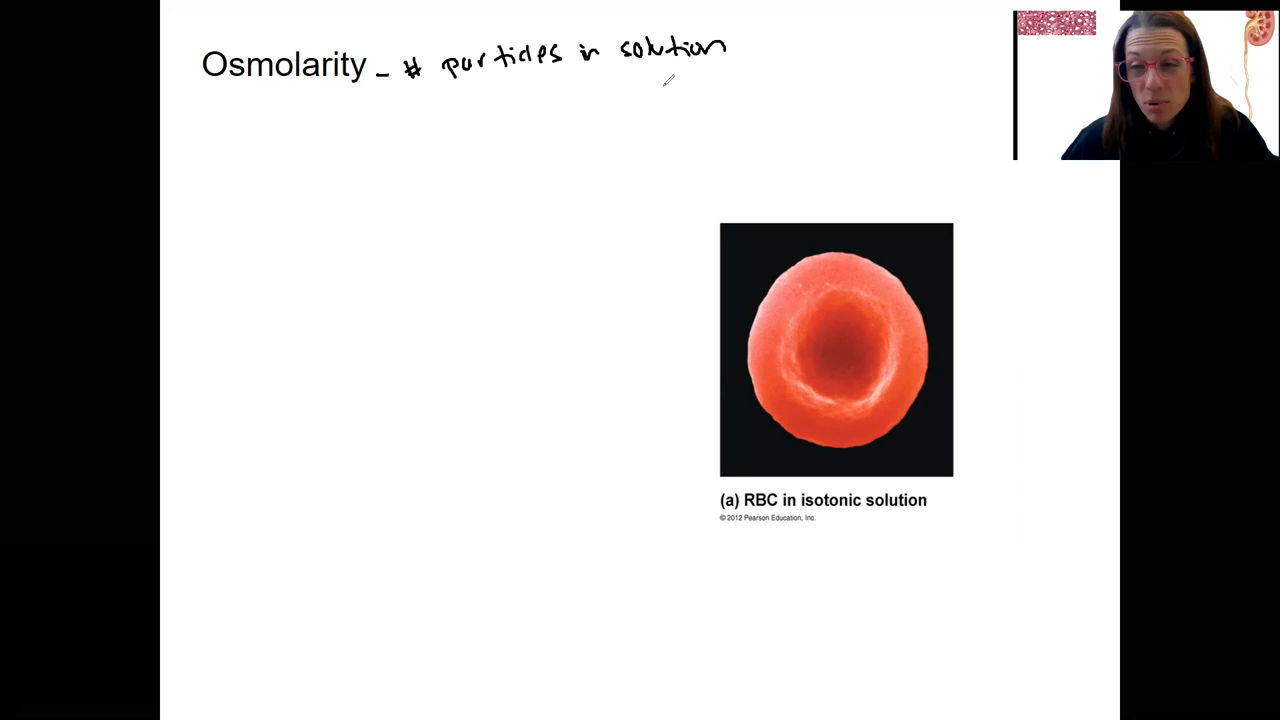 Osmolarity - # particles in solution
(a) RBC in isotonic solution
© 2012 Pearson Education, Inc.